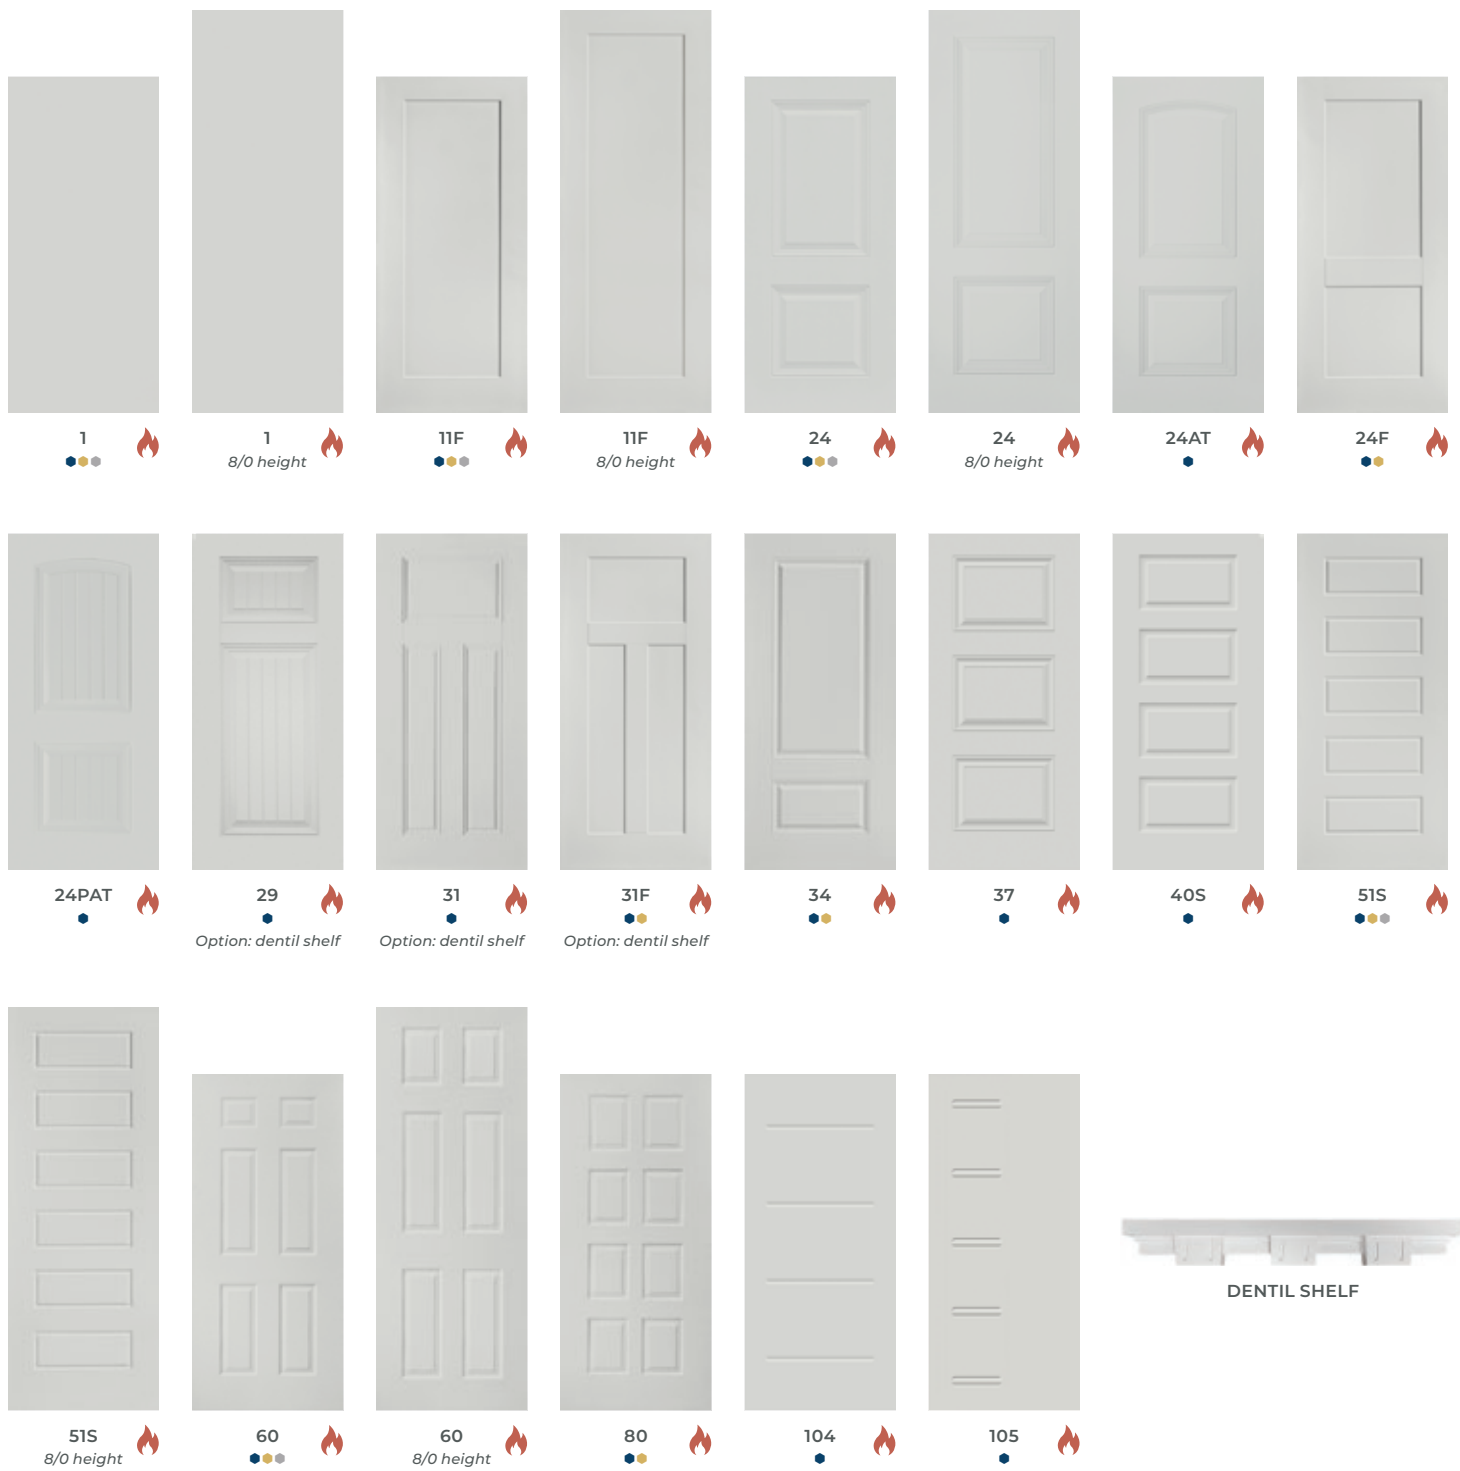 1
1
8/0 height
11F
11F
8/0 height
24
24
8/0 height
24AT
24F
24PAT
29
Option: dentil shelf
31
Option: dentil shelf
31F
Option: dentil shelf
34
37
40S
51S
51S
8/0 height
60
60
8/0 height
80
104
105
DENTIL SHELF